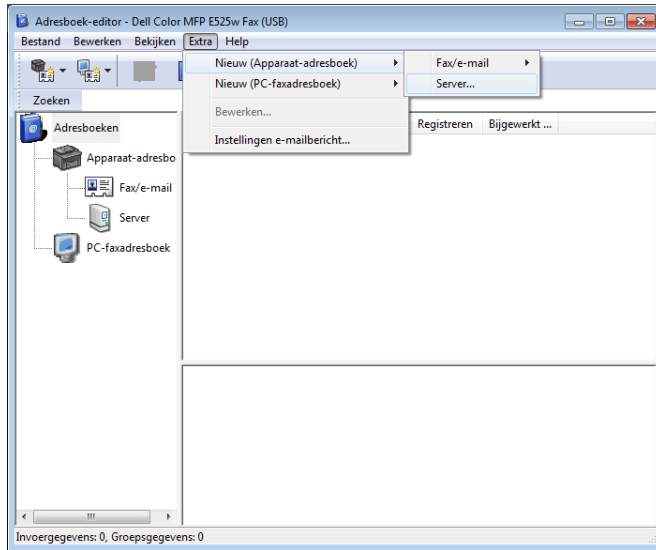 Adresboek-editor - Dell Color MFP E525w Fax (USB)
Bestand Bewerken Bekijken Extra Help
Nieuw (Apparaat-adresboek)
Fax/e-mail
Nieuw (PC-faxadresboek)
Server...
Zoeken
Bewerken...
Adresboeken
Registreren Bijgewerkt ...
Instellingen e-mailbericht...
Apparaat-adresbo
Fax/e-mail
Server
PC-faxadresboek
Invoergegevens: 0, Groepsgegevens: 0